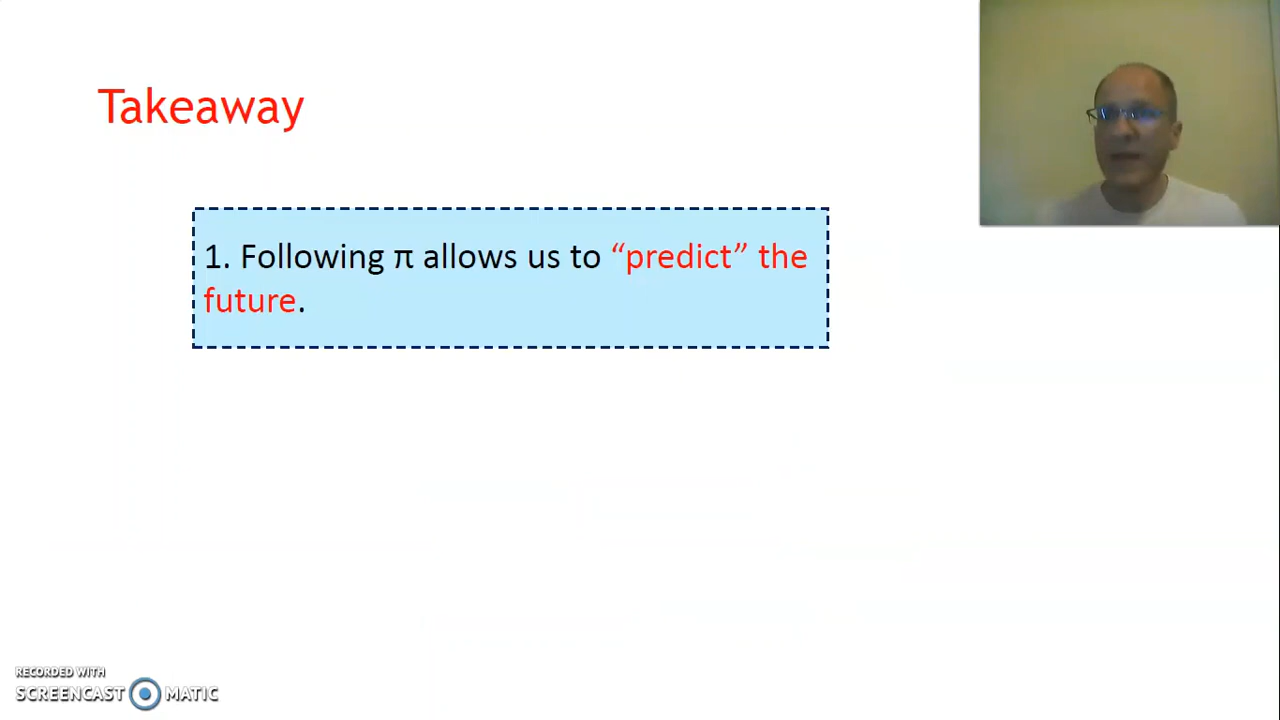 Takeaway
1. Following π allows us to “predict” the
future.
RECORDED WITH
SCREENCAST MATIC